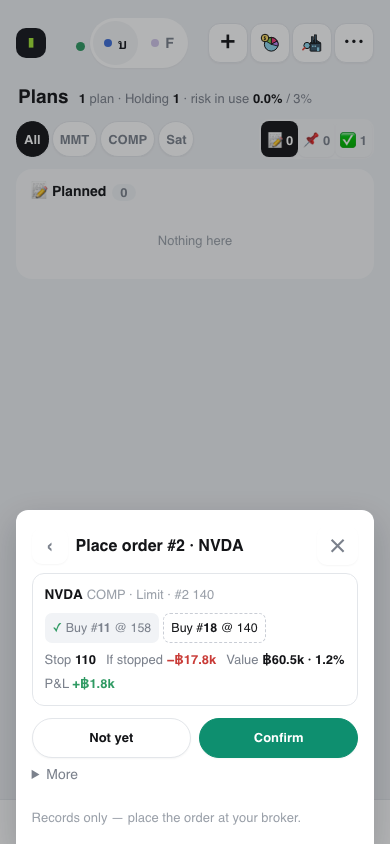 บ F + •••
Plans 1 plan · Holding 1 · risk in use 0.0% / 3%
All MMT COMP Sat 📝 0 📌 0 ✅ 1
📝 Planned 0
Nothing here
‹ Place order #2 · NVDA ✕
NVDA COMP · Limit · #2 140
✓ Buy #11 @ 158 Buy #18 @ 140
Stop 110 If stopped −฿17.8k Value ฿60.5k · 1.2%
P&L +฿1.8k
Not yet Confirm
▶ More
Records only — place the order at your broker.